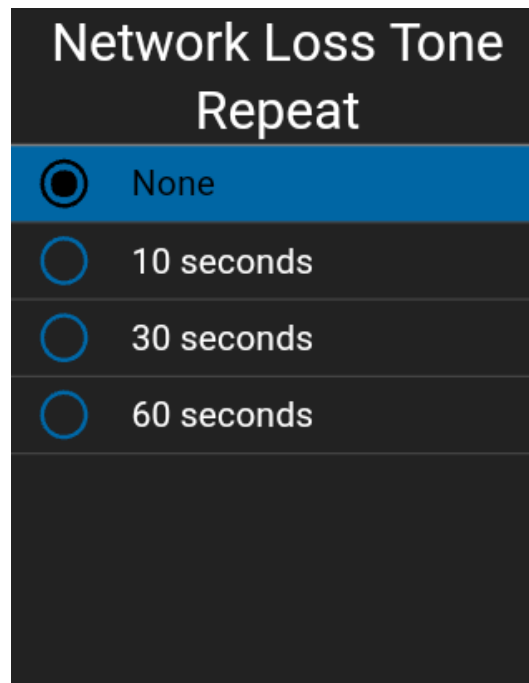 Network Loss Tone
Repeat
None
10 seconds
30 seconds
60 seconds